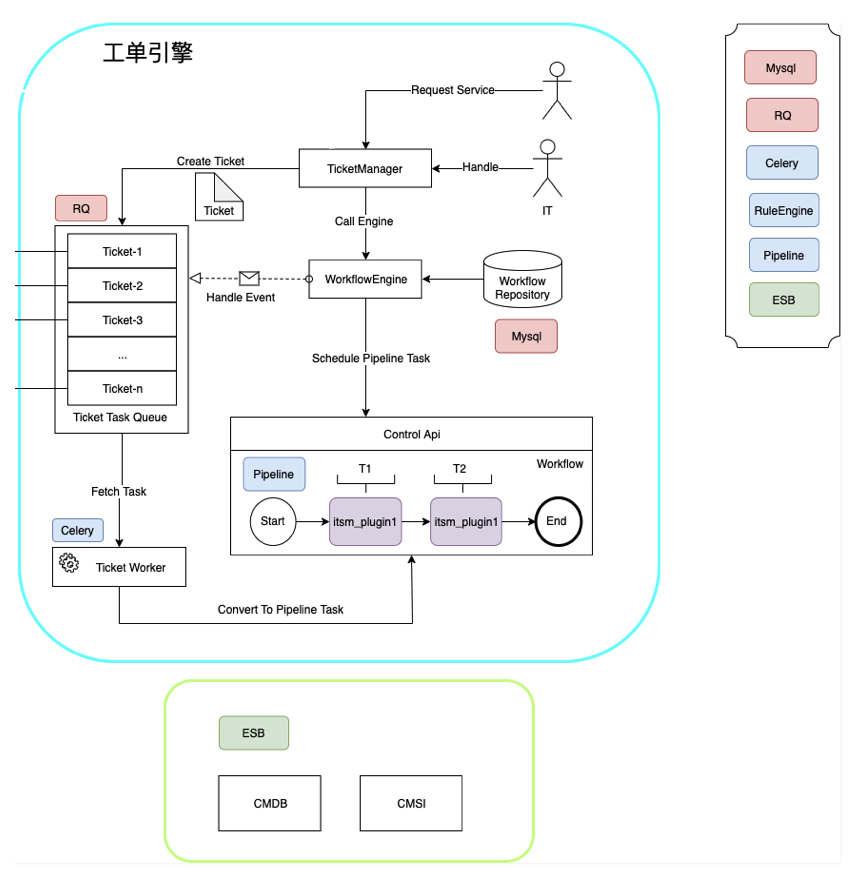 工单引擎
Request Service
Create Ticket
TicketManager
Handle
Ticket
IT
RQ
Call Engine
Ticket-1
Ticket-2
Ticket-3
...
Ticket-n
Ticket Task Queue
Handle Event
WorkflowEngine
Workflow
Repository
Mysql
Schedule Pipeline Task
Control Api
Pipeline
T1
T2
Workflow
Start
itsm_plugin1
itsm_plugin1
End
Fetch Task
Celery
Ticket Worker
Convert To Pipeline Task
ESB
CMDB
CMSI
Mysql
RQ
Celery
RuleEngine
Pipeline
ESB